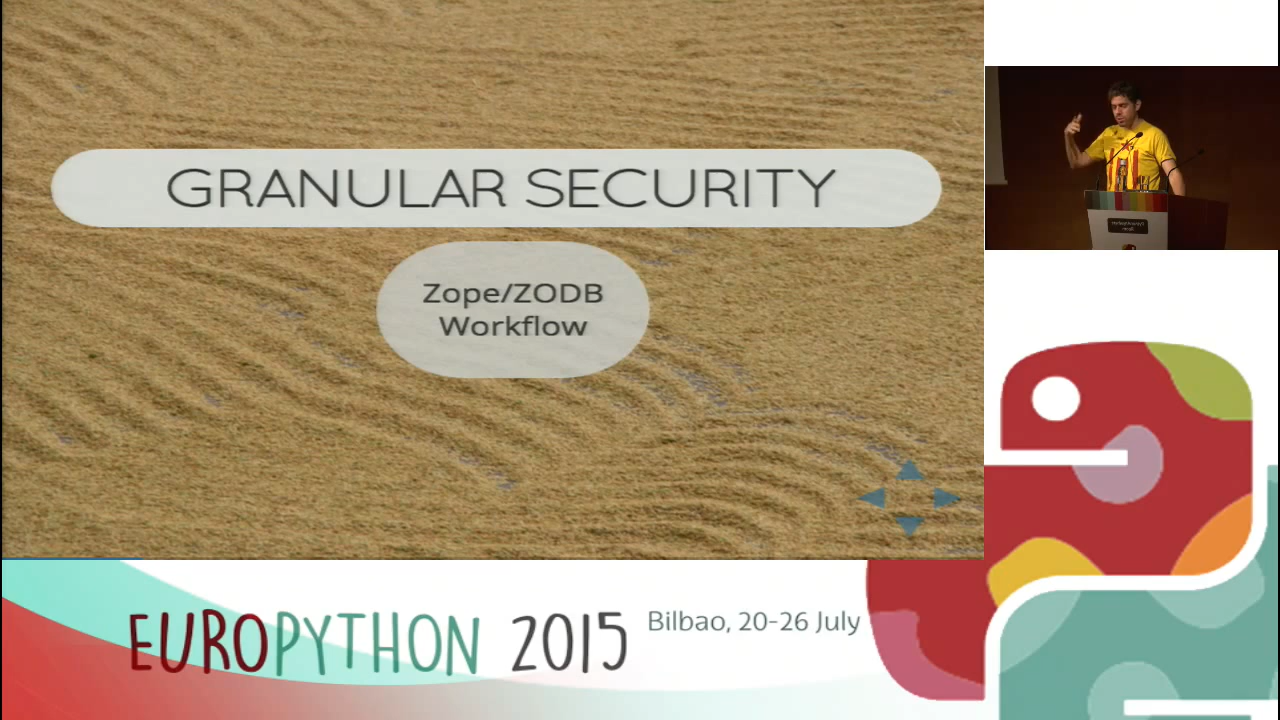 GRANULAR SECURITY
Zope/ZODB
Workflow
EUROPYTHON 2015
Bilbao, 20-26 July